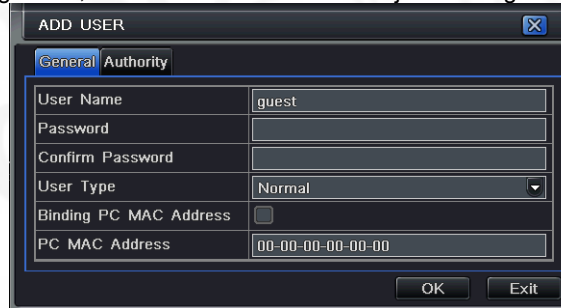 ADD USER
General Authority
User Name guest
Password
Confirm Password
User Type Normal
Binding PC MAC Address
PC MAC Address 00-00-00-00-00-00
OK Exit